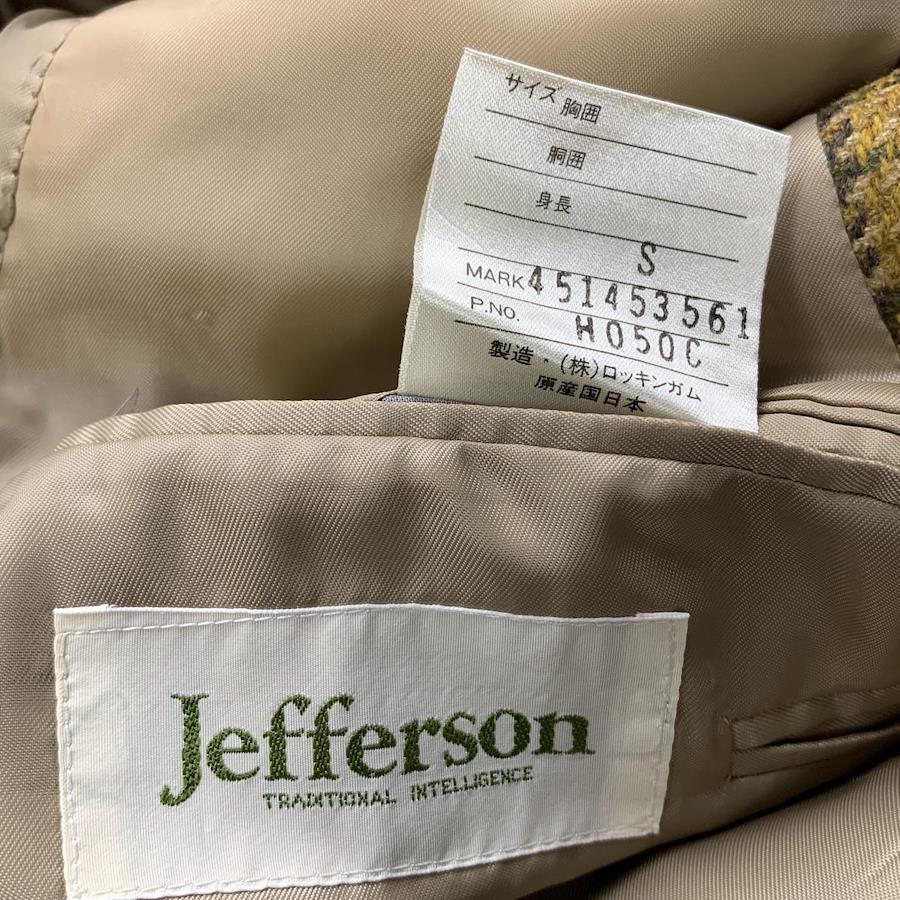 サイズ 胸囲
胴囲
身長
S
MARK 451453561
P.NO. H050C
製造・(株)ロッキンガム
原産国日本
Jefferson
TRADITIONAL INTELLIGENCE